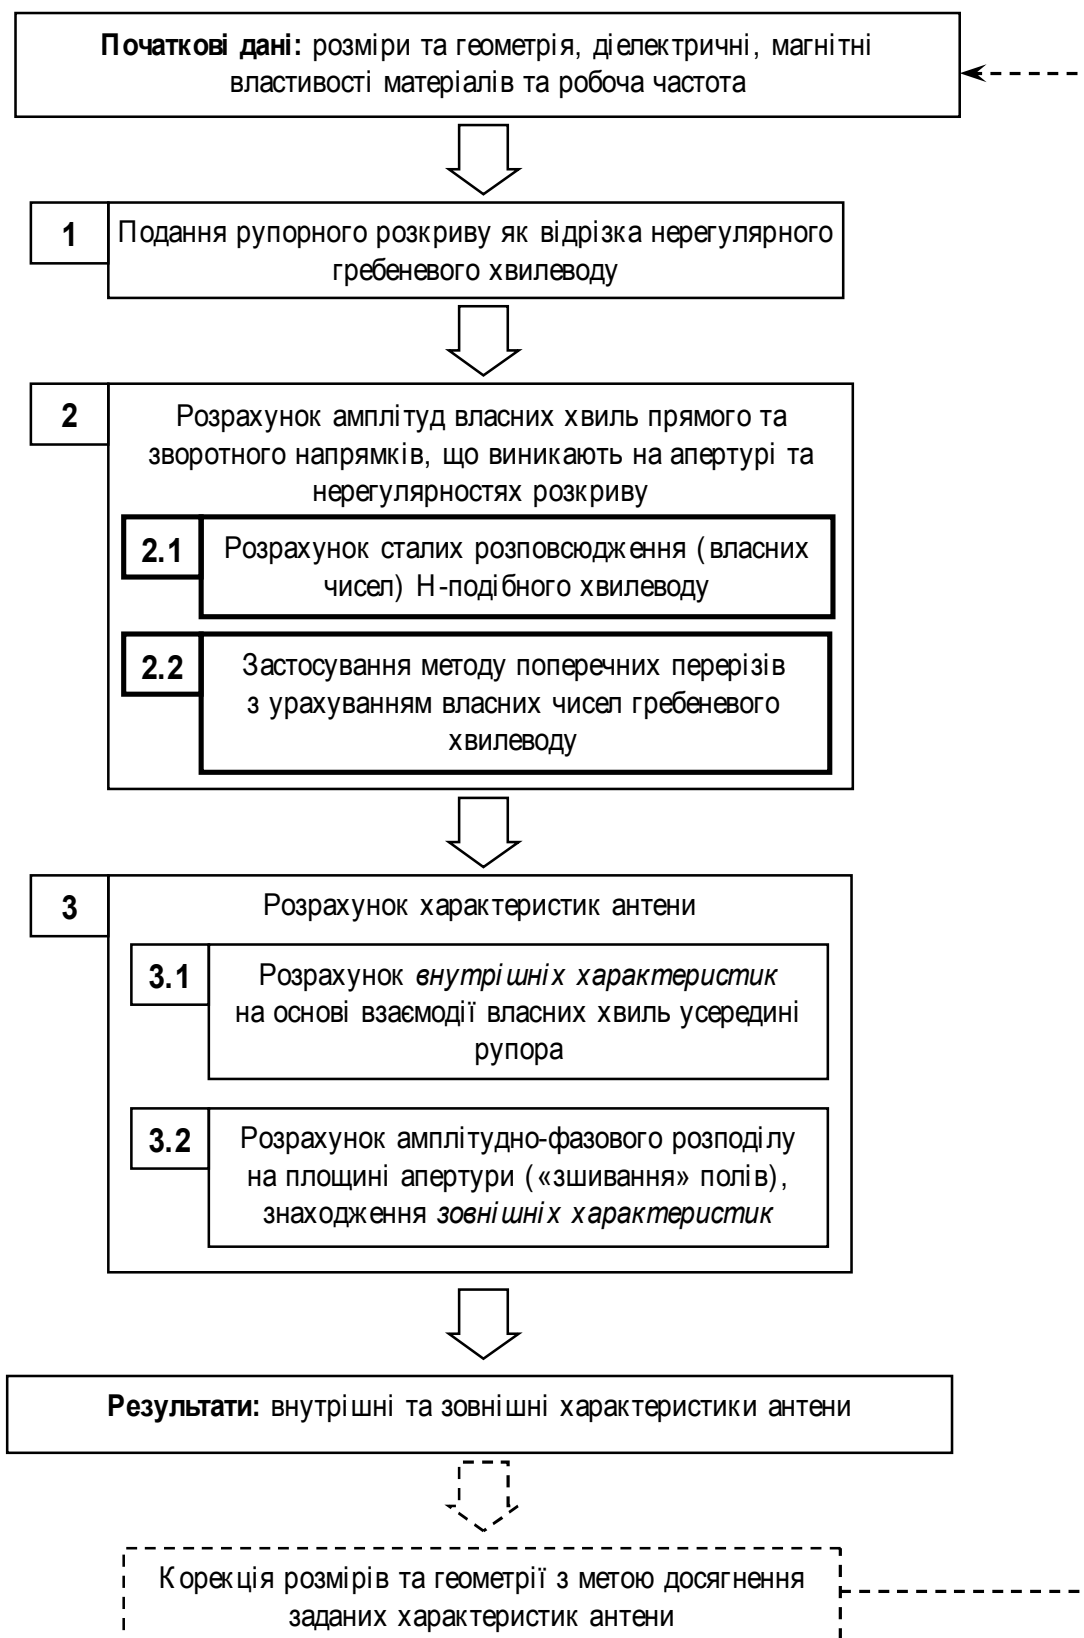 Початкові дані: розміри та геометрія, діелектричні, магнітні
властивості матеріалів та робоча частота
1
Подання рупорного розкриву як відрізка нерегулярного
гребеневого хвилеводу
2
Розрахунок амплітуд власних хвиль прямого та
зворотного напрямків, що виникають на апертурі та
нерегулярностях розкриву
2.1
Розрахунок сталих розповсюдження (власних
чисел) Н-подібного хвилеводу
2.2
Застосування методу поперечних перерізів
з урахуванням власних чисел гребеневого
хвилеводу
3
Розрахунок характеристик антени
3.1
Розрахунок внутрішніх характеристик
на основі взаємодії власних хвиль усередині
рупора
3.2
Розрахунок амплітудно-фазового розподілу
на площині апертури («зшивання» полів),
знаходження зовнішніх характеристик
Результати: внутрішні та зовнішні характеристики антени
Корекція розмірів та геометрії з метою досягнення
заданих характеристик антени